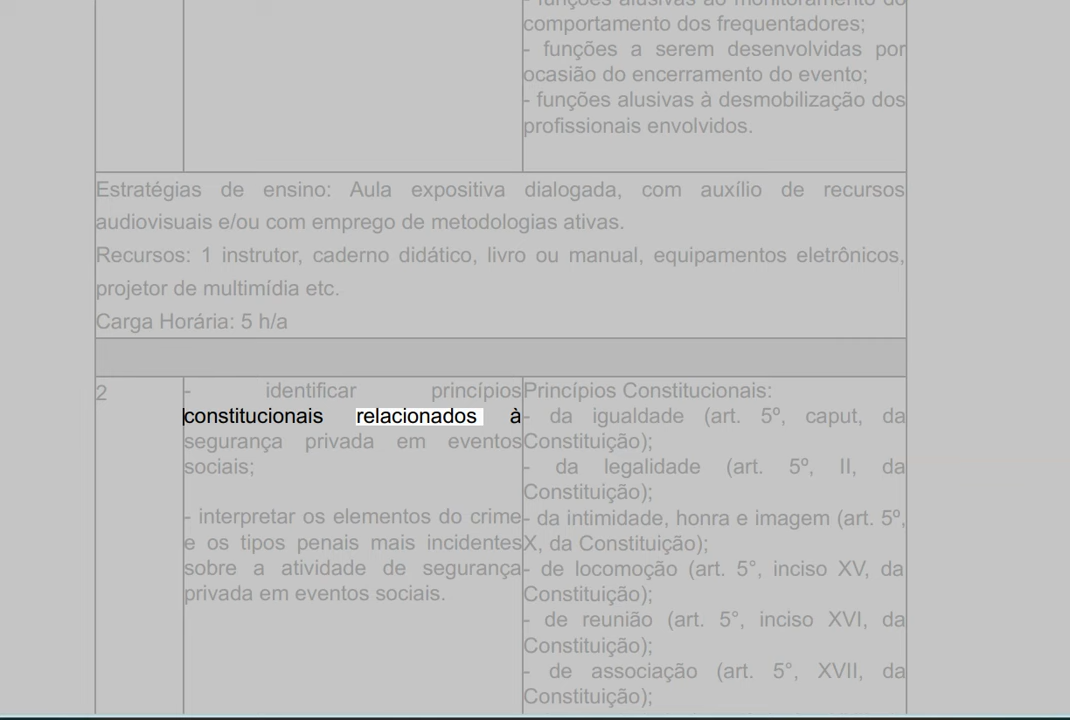 - funções alusivas ao monitoramento do
comportamento dos frequentadores;
- funções a serem desenvolvidas por
ocasião do encerramento do evento;
- funções alusivas à desmobilização dos
profissionais envolvidos.
Estratégias de ensino: Aula expositiva dialogada, com auxílio de recursos
audiovisuais e/ou com emprego de metodologias ativas.
Recursos: 1 instrutor, caderno didático, livro ou manual, equipamentos eletrônicos,
projetor de multimídia etc.
Carga Horária: 5 h/a
2
- identificar princípios
constitucionais relacionados à
segurança privada em eventos
sociais;
- interpretar os elementos do crime
e os tipos penais mais incidentes
sobre a atividade de segurança
privada em eventos sociais.
Princípios Constitucionais:
- da igualdade (art. 5º, caput, da
Constituição);
- da legalidade (art. 5º, II, da
Constituição);
- da intimidade, honra e imagem (art. 5º,
X, da Constituição);
- de locomoção (art. 5°, inciso XV, da
Constituição);
- de reunião (art. 5°, inciso XVI, da
Constituição);
- de associação (art. 5°, XVII, da
Constituição);